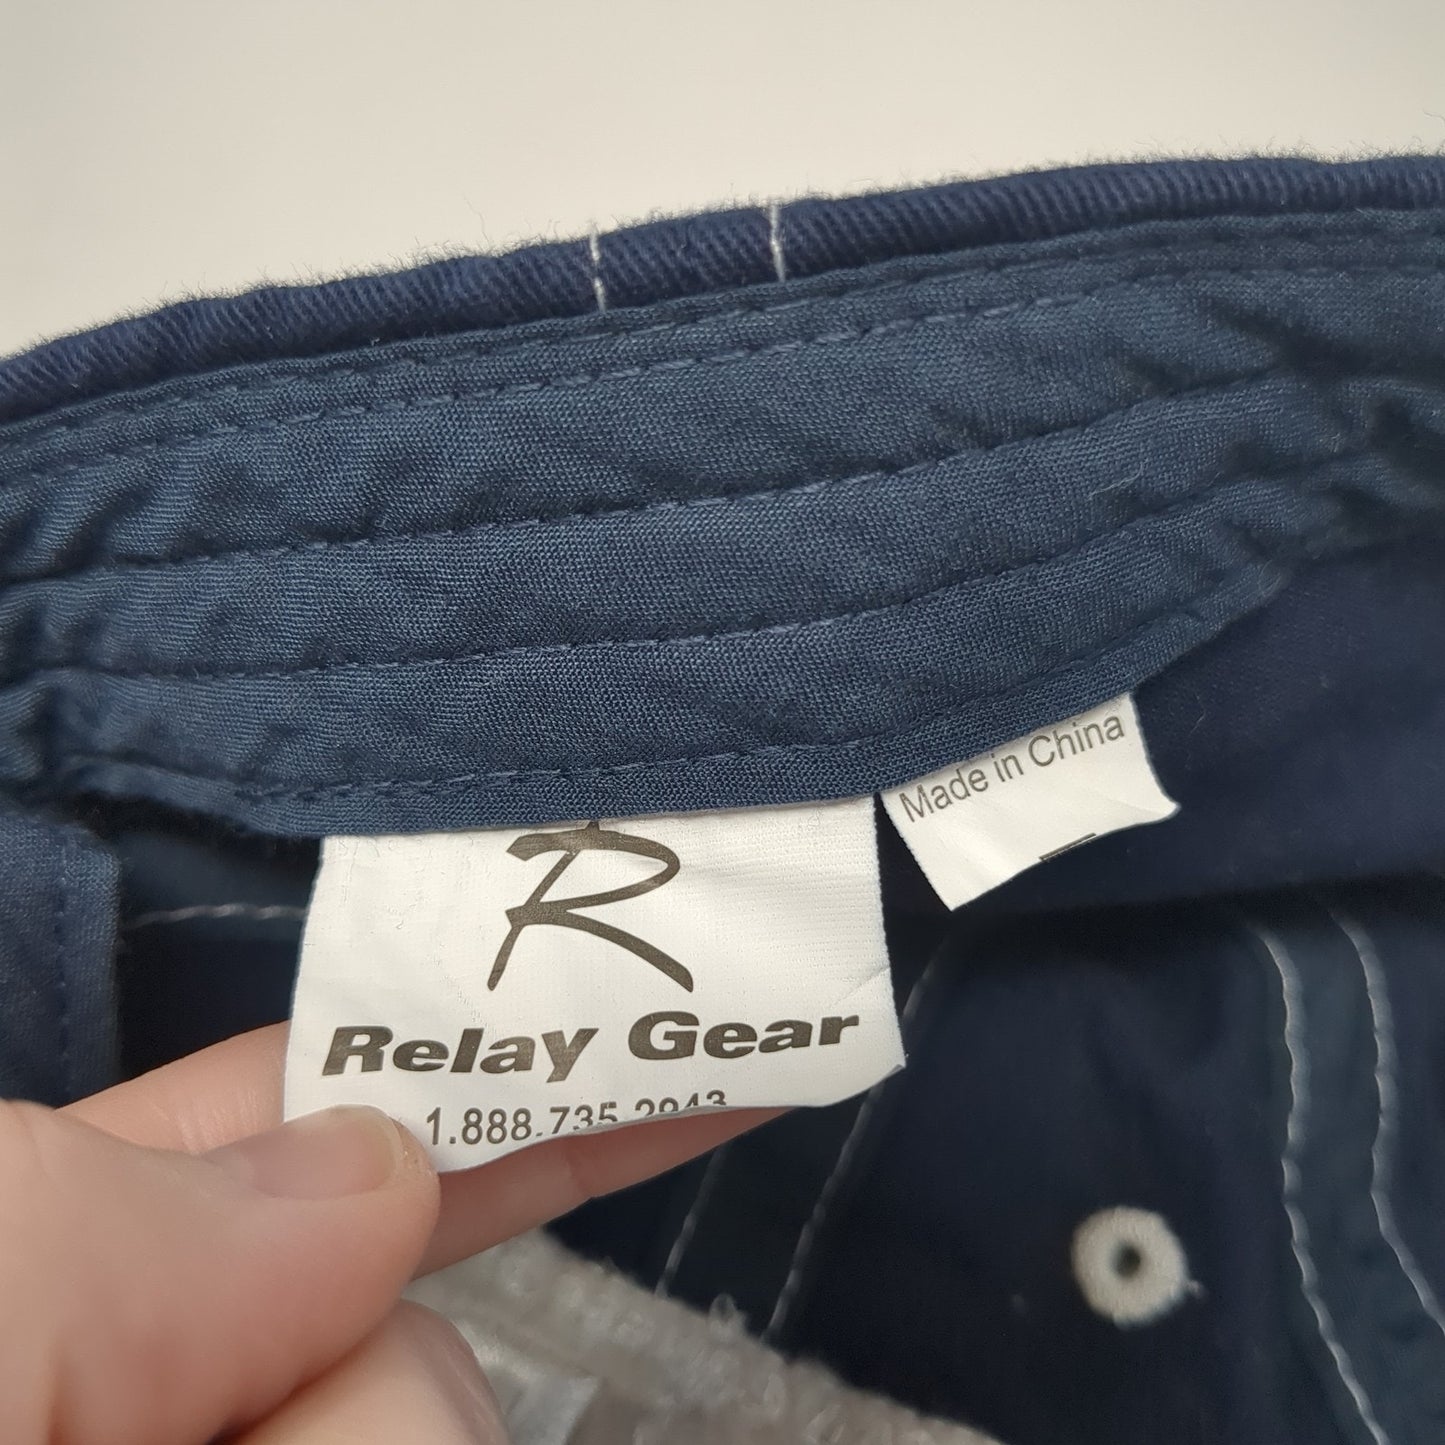 Made in China
R
Relay Gear
1.888.735.2943